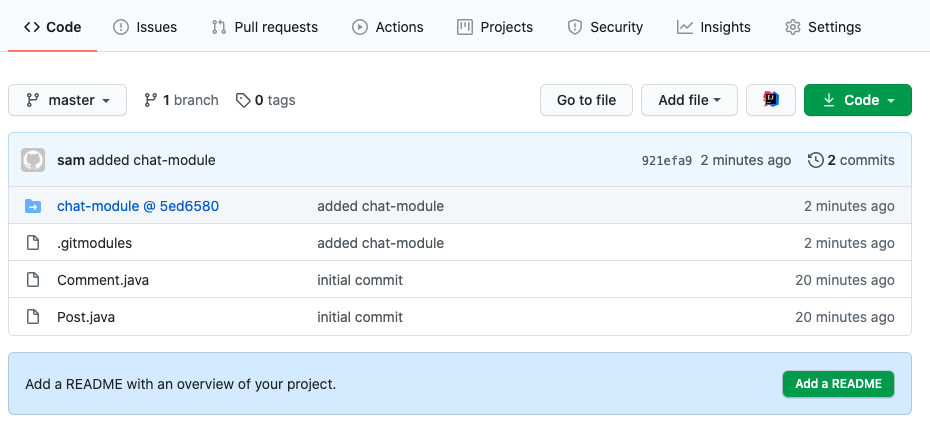 Code Issues Pull requests Actions Projects Security Insights Settings
master 1 branch 0 tags Go to file Add file Code
sam added chat-module 921efa9 2 minutes ago 2 commits
chat-module @ 5ed6580 added chat-module 2 minutes ago
.gitmodules added chat-module 2 minutes ago
Comment.java initial commit 20 minutes ago
Post.java initial commit 20 minutes ago
Add a README with an overview of your project. Add a README